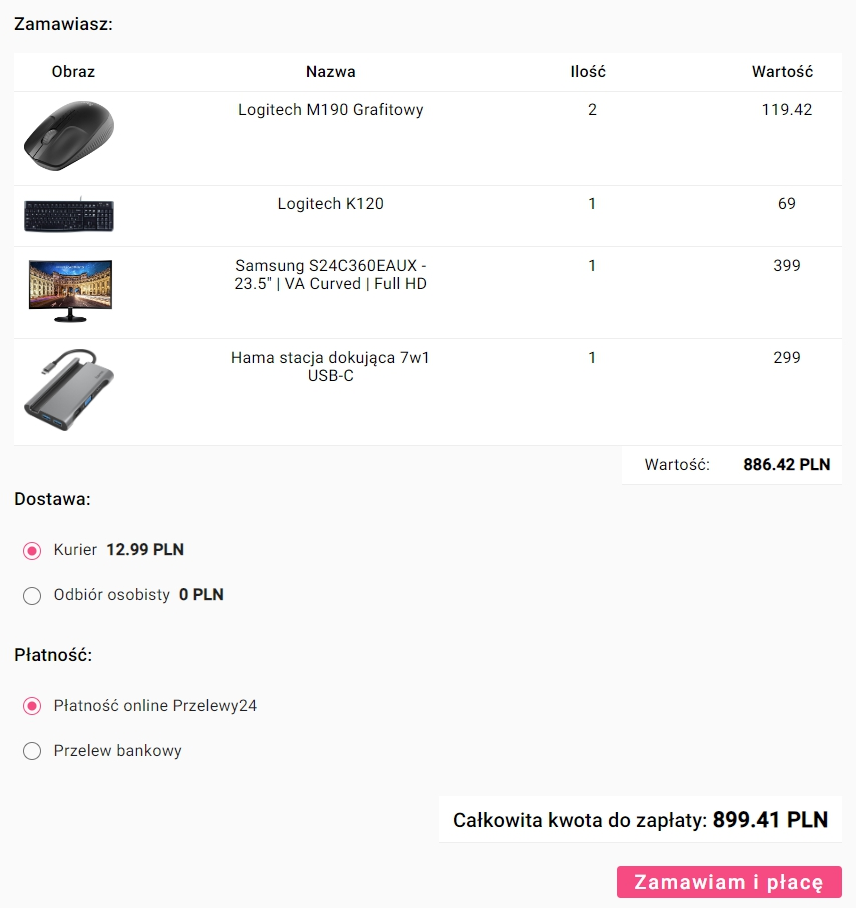 Zamawiasz:
Obraz Nazwa Ilość Wartość
Logitech M190 Grafitowy 2 119.42
Logitech K120 1 69
Samsung S24C360EAUX - 1 399
23.5" | VA Curved | Full HD
Hama stacja dokująca 7w1 1 299
USB-C
Wartość: 886.42 PLN
Dostawa:
Kurier 12.99 PLN
Odbiór osobisty 0 PLN
Płatność:
Płatność online Przelewy24
Przelew bankowy
Całkowita kwota do zapłaty: 899.41 PLN
Zamawiam i płacę